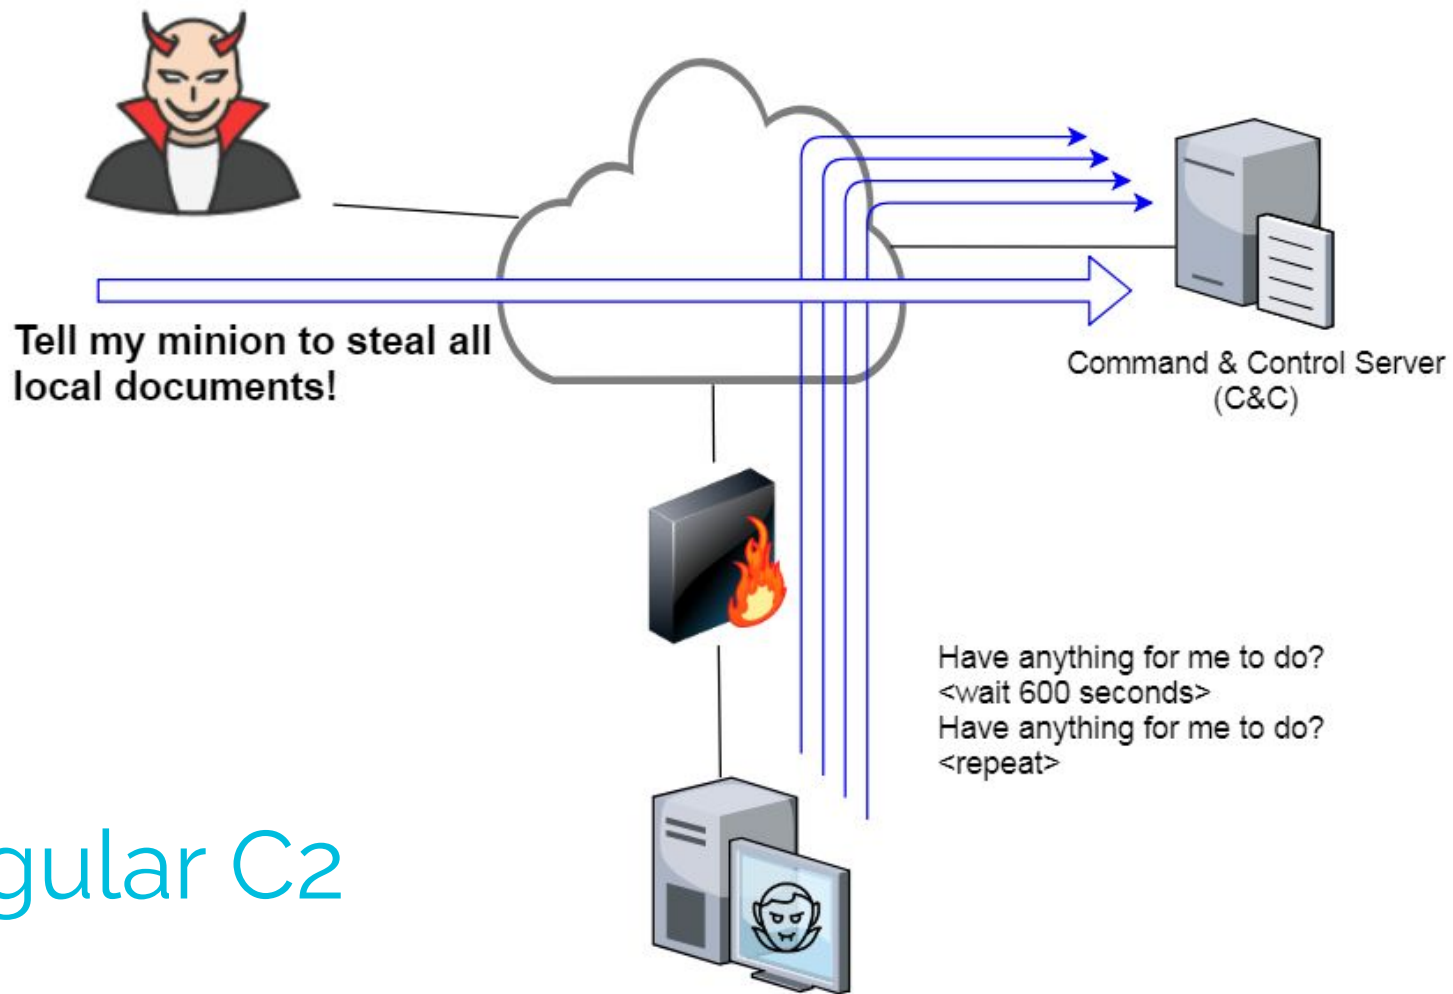 Tell my minion to steal all
local documents!
Command & Control Server
(C&C)
Have anything for me to do?
<wait 600 seconds>
Have anything for me to do?
<repeat>
gular C2